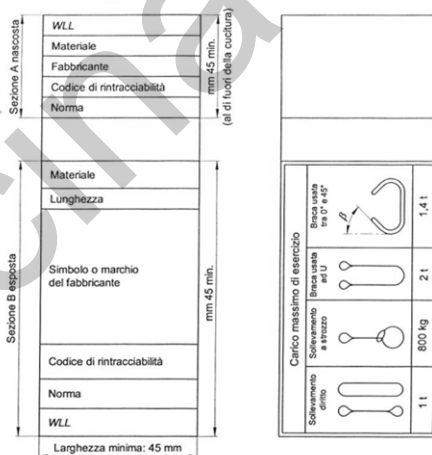 Sezione A nascosta
WLL
Materiale
Fabbricante
Codice di rintracciabilità
Norma
mm 45 min.
(al di fuori della cucitura)
Sezione B esposta
Materiale
Lunghezza
Simbolo o marchio
del fabbricante
Codice di rintracciabilità
Norma
WLL
mm 45 min.
Larghezza minima: 45 mm
Carico massimo di esercizio
Sollevamento
diritto
1 t
Sollevamento
a strozzo
800 kg
Braca usata
ad U
2 t
Braca usata
tra 0° e 45°
β
1,4 t